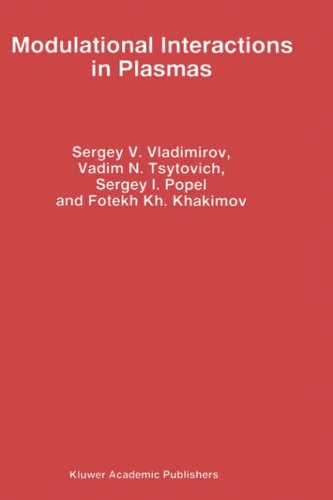 Modulational Interactions
in Plasmas
Sergey V. Vladimirov,
Vadim N. Tsytovich,
Sergey I. Popel
and Fotekh Kh. Khakimov
Kluwer Academic Publishers